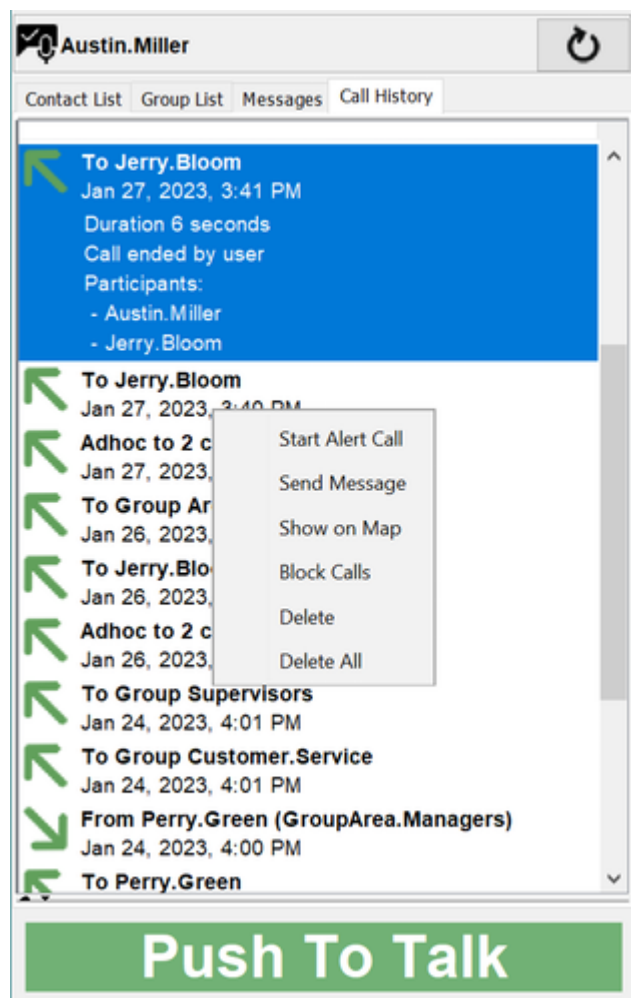 Austin.Miller
Contact List Group List Messages Call History
To Jerry.Bloom
Jan 27, 2023, 3:41 PM
Duration 6 seconds
Call ended by user
Participants:
- Austin.Miller
- Jerry.Bloom
To Jerry.Bloom
Jan 27, 2023, 3:40 PM
Adhoc to 2 c
Jan 27, 2023,
To Group Ar
Jan 26, 2023,
To Jerry.Blo
Jan 26, 2023,
Adhoc to 2 c
Jan 26, 2023,
Start Alert Call
Send Message
Show on Map
Block Calls
Delete
Delete All
To Group Supervisors
Jan 24, 2023, 4:01 PM
To Group Customer.Service
Jan 24, 2023, 4:01 PM
From Perry.Green (GroupArea.Managers)
Jan 24, 2023, 4:00 PM
To Perry.Green
Push To Talk